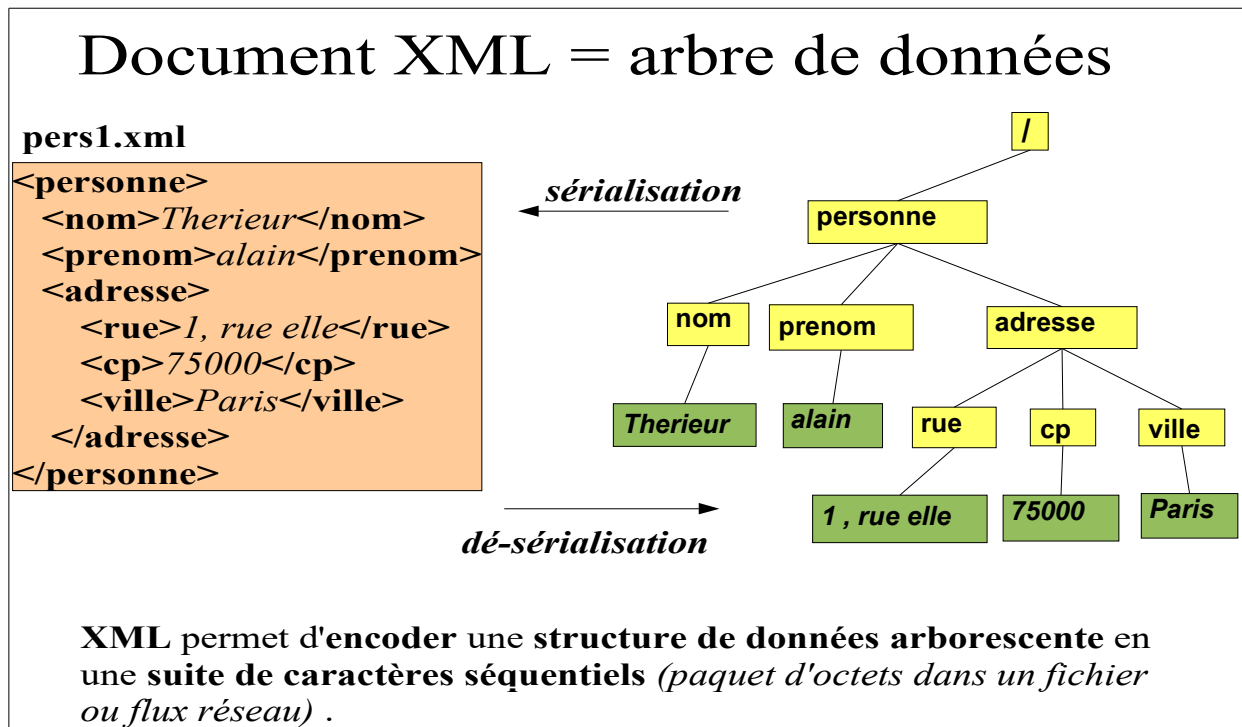 Document XML = arbre de données
pers1.xml
<personne>
<nom>Therieur</nom>
<prenom>alain</prenom>
<adresse>
<rue>1, rue elle</rue>
<cp>75000</cp>
<ville>Paris</ville>
</adresse>
</personne>
sérialisation
dé-sérialisation
/
personne
nom
prenom
adresse
Therieur
alain
rue
cp
ville
1 , rue elle
75000
Paris
XML permet d'encoder une structure de données arborescente en
une suite de caractères séquentiels (paquet d'octets dans un fichier
ou flux réseau) .